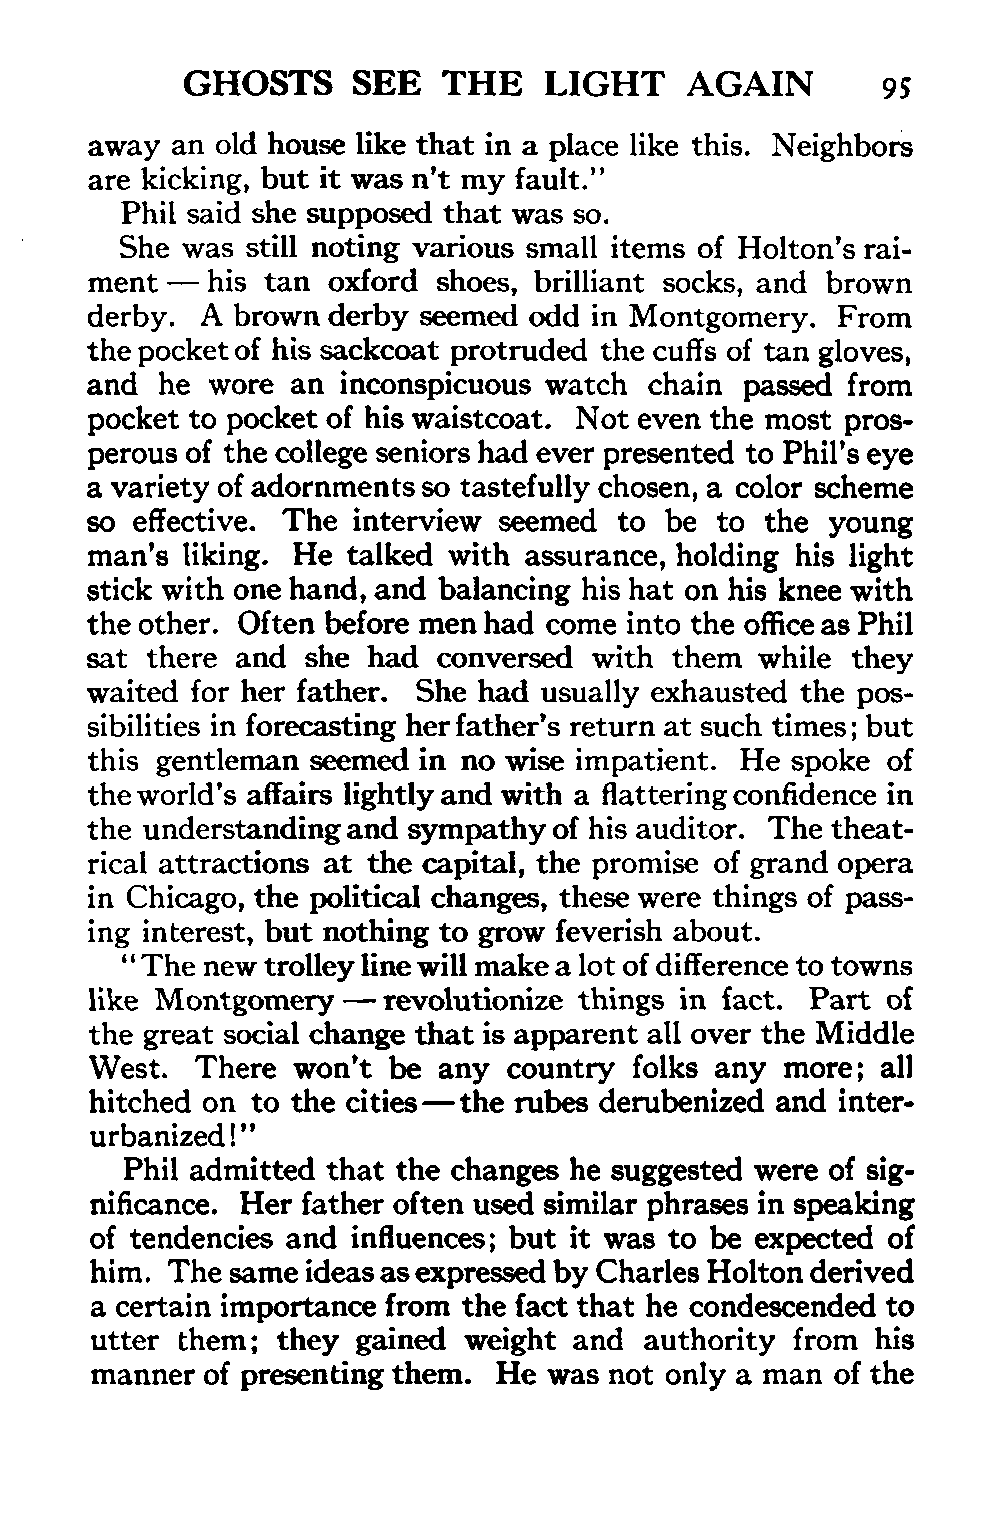 GHOSTS SEE THE LIGHT AGAIN 95
away an old house like that in a place like this. Neighbors
are kicking, but it was n't my fault."
Phil said she supposed that was so.
She was still noting various small items of Holton's rai-
ment — his tan oxford shoes, brilliant socks, and brown
derby. A brown derby seemed odd in Montgomery. From
the pocket of his sackcoat protruded the cuffs of tan gloves,
and he wore an inconspicuous watch chain passed from
pocket to pocket of his waistcoat. Not even the most pros-
perous of the college seniors had ever presented to Phil's eye
a variety of adornments so tastefully chosen, a color scheme
so effective. The interview seemed to be to the young
man's liking. He talked with assurance, holding his light
stick with one hand, and balancing his hat on his knee with
the other. Often before men had come into the office as Phil
sat there and she had conversed with them while they
waited for her father. She had usually exhausted the pos-
sibilities in forecasting her father's return at such times; but
this gentleman seemed in no wise impatient. He spoke of
the world's affairs lightly and with a flattering confidence in
the understanding and sympathy of his auditor. The theat-
rical attractions at the capital, the promise of grand opera
in Chicago, the political changes, these were things of pass-
ing interest, but nothing to grow feverish about.
"The new trolley line will make a lot of difference to towns
like Montgomery — revolutionize things in fact. Part of
the great social change that is apparent all over the Middle
West. There won't be any country folks any more; all
hitched on to the cities — the rubes derubenized and inter-
urbanized!"
Phil admitted that the changes he suggested were of sig-
nificance. Her father often used similar phrases in speaking
of tendencies and influences; but it was to be expected of
him. The same ideas as expressed by Charles Holton derived
a certain importance from the fact that he condescended to
utter them; they gained weight and authority from his
manner of presenting them. He was not only a man of the